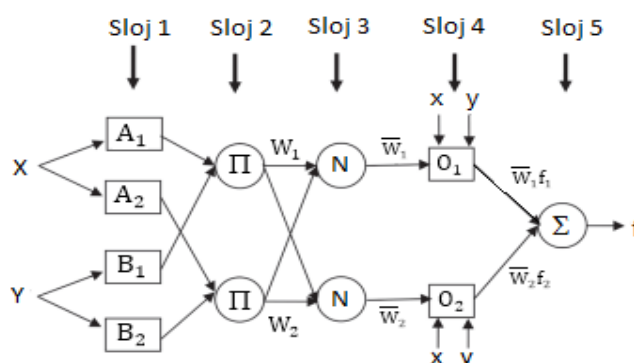 Sloj 1 Sloj 2 Sloj 3 Sloj 4 Sloj 5
x y
A₁ W₁ W̅₁ O₁
Π N W̅₁f₁
X
A₂
Σ f
B₁
Y W̅₂f₂
Π N O₂
B₂ W₂ W̅₂
x y